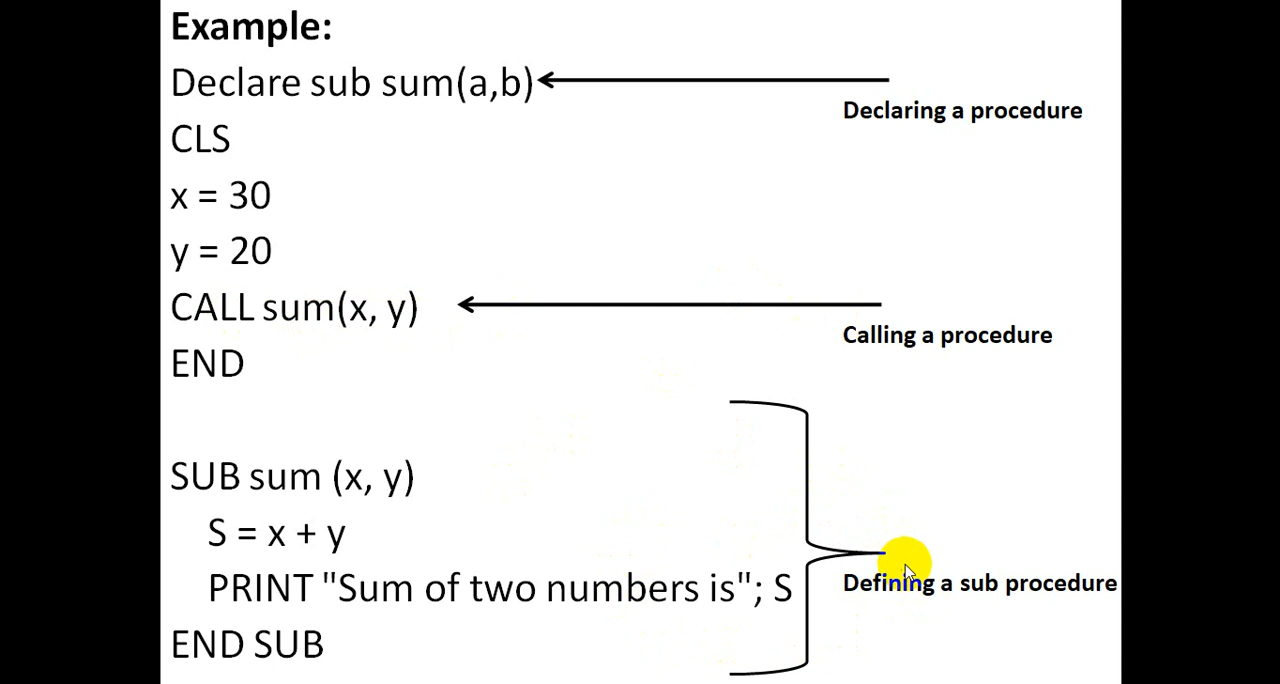 Example:
Declare sub sum(a,b)
Declaring a procedure
CLS
x = 30
y = 20
CALL sum(x, y)
Calling a procedure
END
SUB sum (x, y)
S = x + y
PRINT "Sum of two numbers is"; S
Defining a sub procedure
END SUB